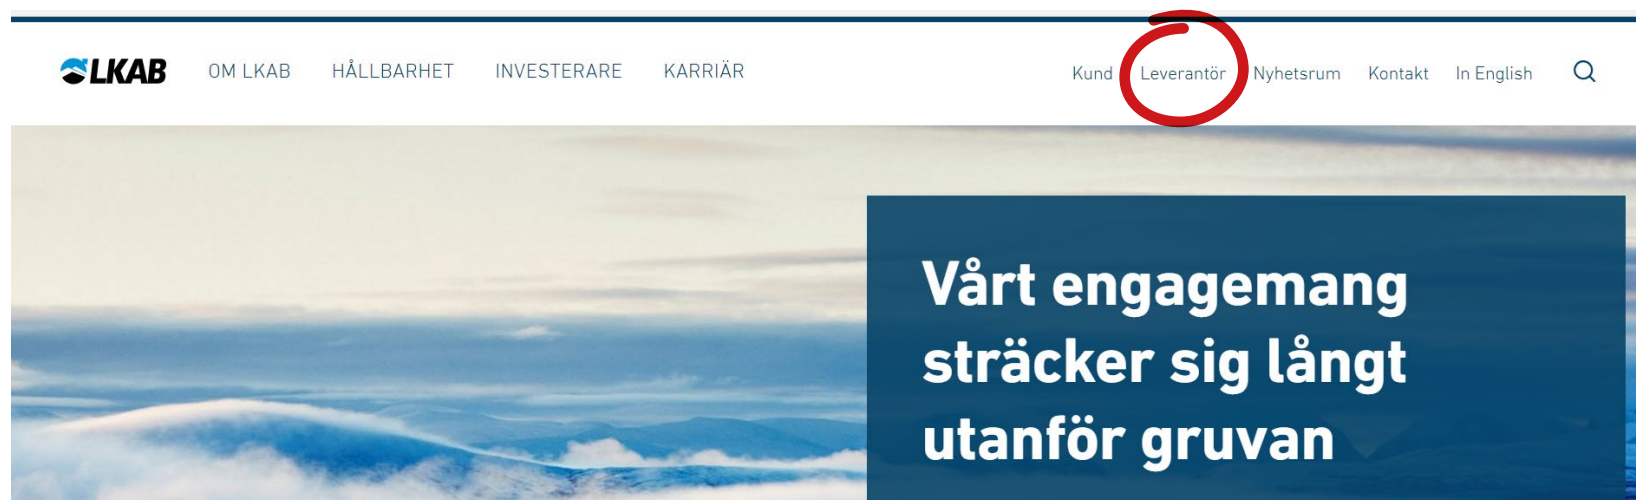 LKAB OM LKAB HÅLLBARHET INVESTERARE KARRIÄR Kund Leverantör Nyhetsrum Kontakt In English
Vårt engagemang
sträcker sig långt
utanför gruvan